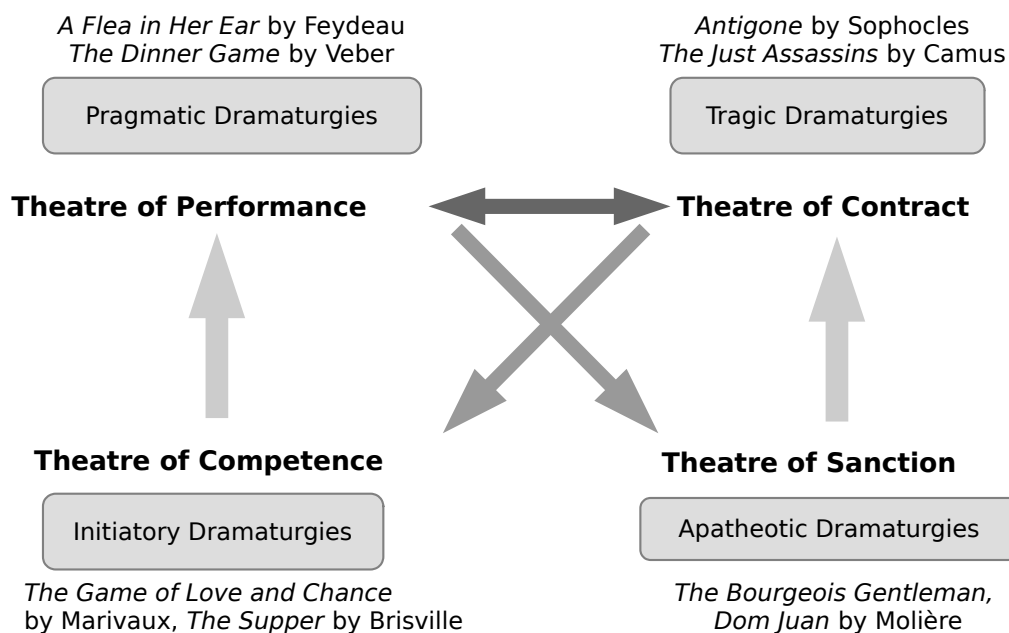 A Flea in Her Ear by Feydeau
The Dinner Game by Veber
Pragmatic Dramaturgies
Theatre of Performance
Antigone by Sophocles
The Just Assassins by Camus
Tragic Dramaturgies
Theatre of Contract
Theatre of Competence
Initiatory Dramaturgies
The Game of Love and Chance
by Marivaux, The Supper by Brisville
Theatre of Sanction
Apatheotic Dramaturgies
The Bourgeois Gentleman,
Dom Juan by Molière